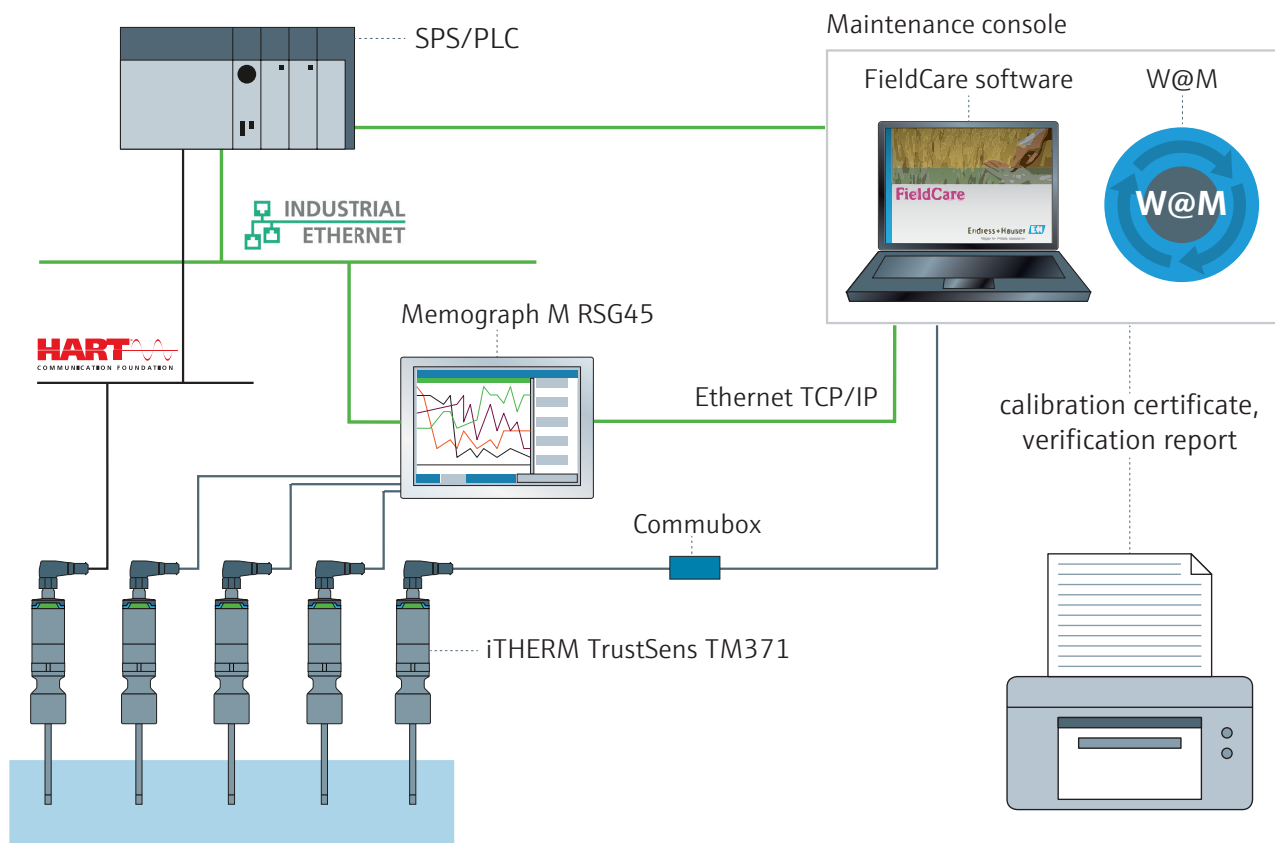 SPS/PLC
Maintenance console
FieldCare software
W@M
FieldCare
Endress+Hauser EH
W@M
INDUSTRIAL
ETHERNET
Memograph M RSG45
HART
COMMUNICATION FOUNDATION
Ethernet TCP/IP
calibration certificate,
verification report
Commubox
iTHERM TrustSens TM371